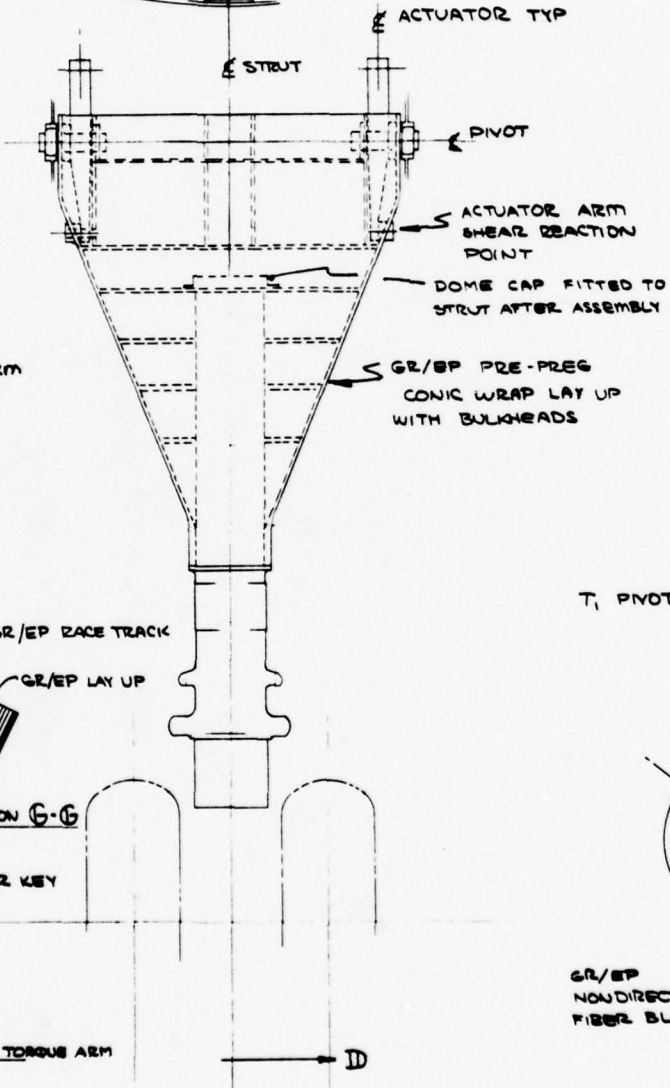 ℄ ACTUATOR TYP
℄ STRUT
℄ PIVOT
ACTUATOR ARM
SHEAR REACTION
POINT
DOME CAP FITTED TO
STRUT AFTER ASSEMBLY
GR/EP PRE-PREG
CONIC WRAP LAY UP
WITH BULKHEADS
T, PIVOT
GR/EP RACE TRACK
GR/EP LAY UP
ON G-G
KEY
GR/EP
NONDIREC
FIBER BL
TORQUE ARM
D